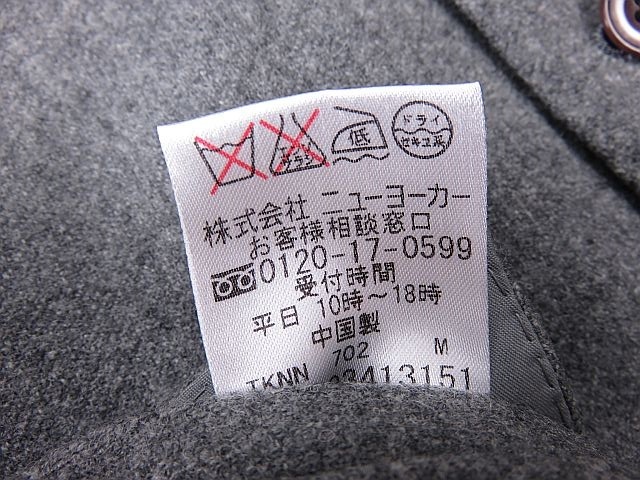 低
ドライ
セキユ系
株式会社 ニューヨーカー
お客様相談窓口
0120-17-0599
受付時間
平日 10時～18時
中国製
702 M
TKNN 3413151